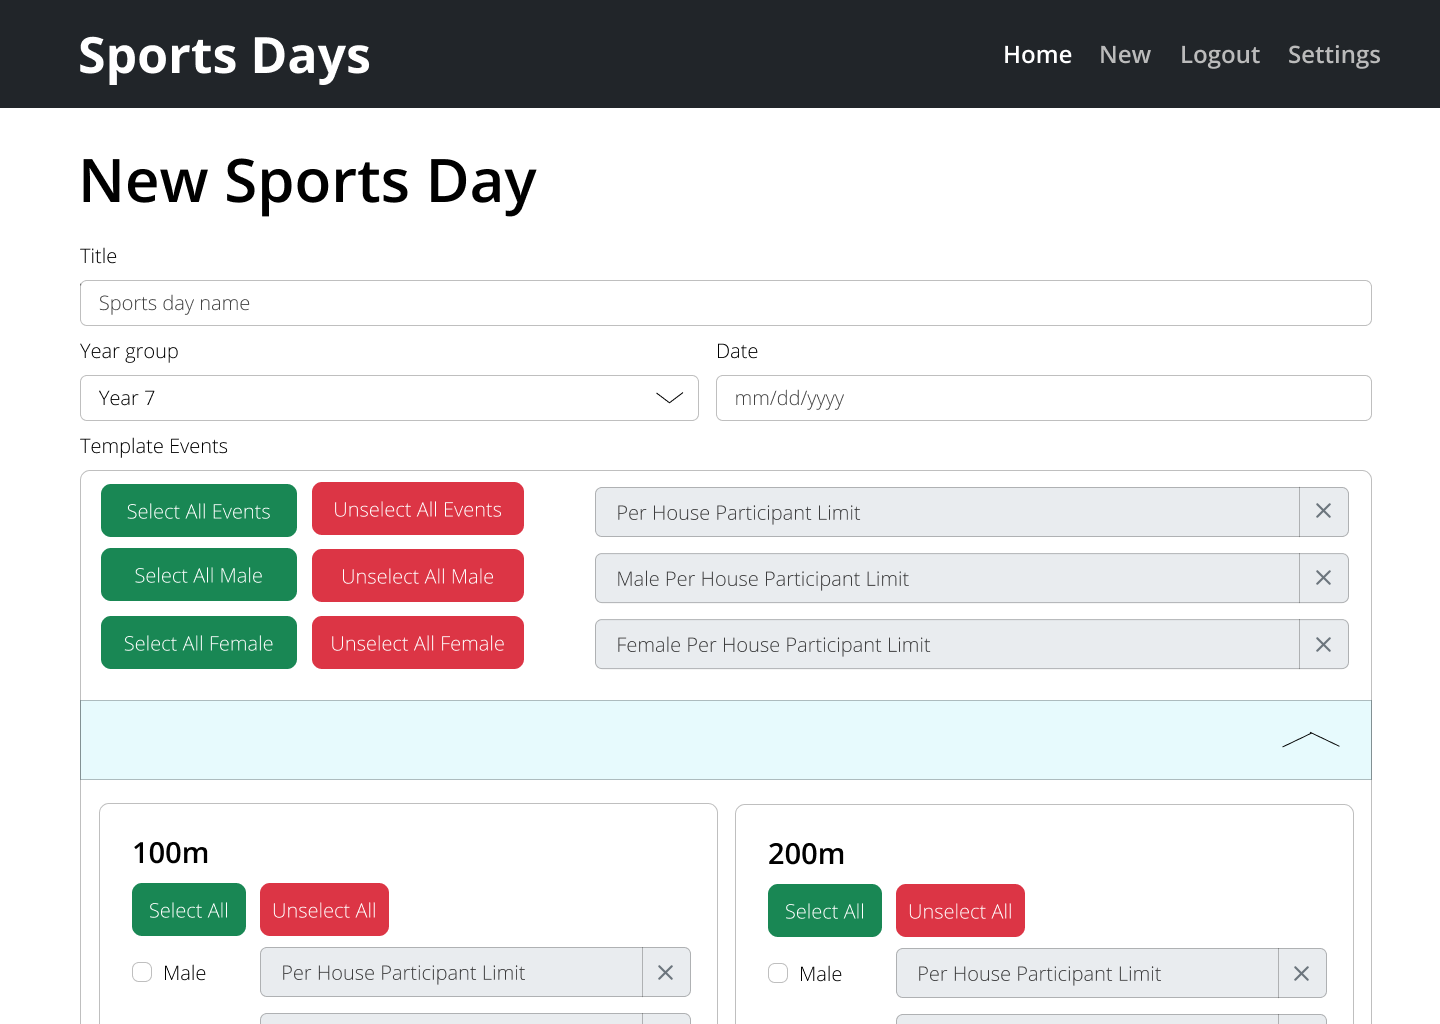 Sports Days
Home New Logout Settings
New Sports Day
Title
Sports day name
Year group Date
Year 7 mm/dd/yyyy
Template Events
Select All Events Unselect All Events Per House Participant Limit
Select All Male Unselect All Male Male Per House Participant Limit
Select All Female Unselect All Female Female Per House Participant Limit
100m 200m
Select All Unselect All Select All Unselect All
Male Per House Participant Limit Male Per House Participant Limit